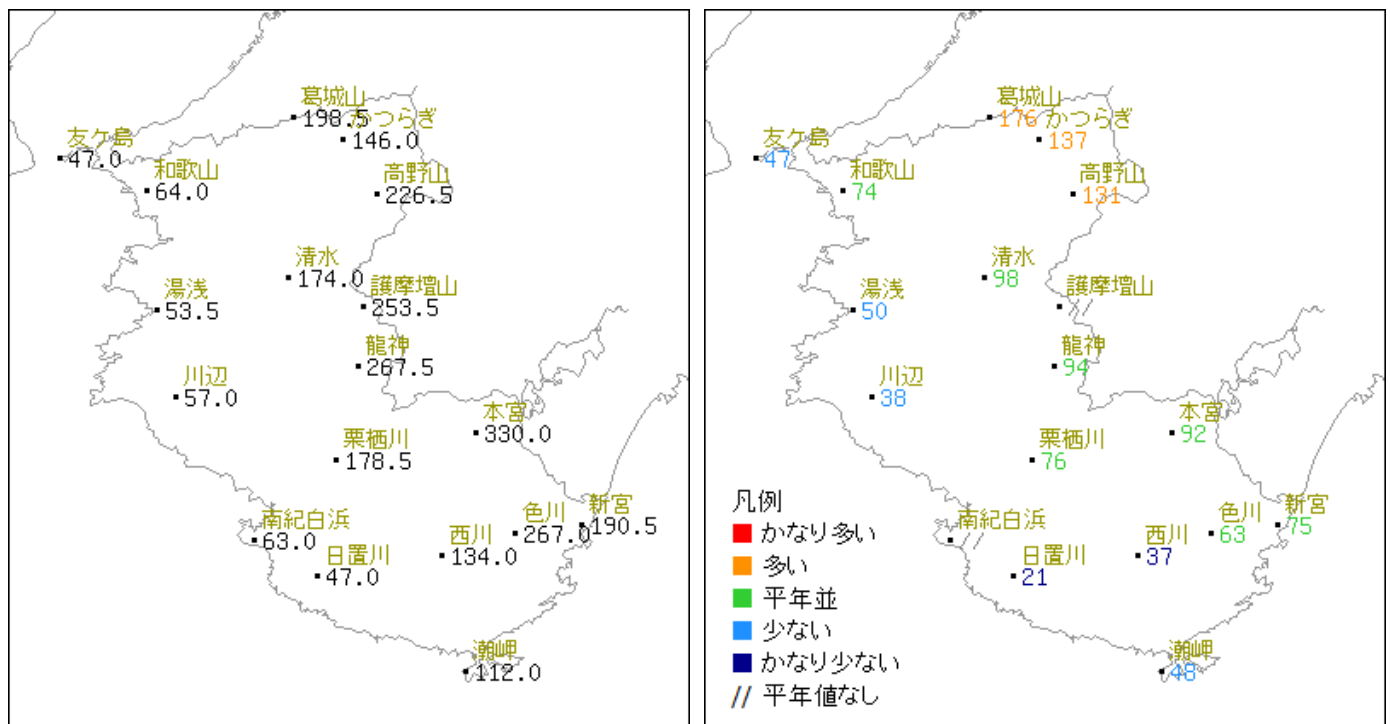 葛城山
198.5
かつらぎ
146.0
友ケ島
47.0
和歌山
64.0
高野山
226.5
清水
174.0
護摩壇山
253.5
湯浅
53.5
龍神
267.5
川辺
57.0
本宮
330.0
栗栖川
178.5
新宮
190.5
色川
267.0
南紀白浜
63.0
西川
134.0
日置川
47.0
潮岬
112.0
葛城山
176
かつらぎ
137
友ケ島
47
和歌山
74
高野山
131
清水
98
護摩壇山
//
湯浅
50
龍神
94
川辺
38
本宮
92
栗栖川
76
新宮
75
色川
63
南紀白浜
//
西川
37
日置川
21
潮岬
48
凡例
かなり多い
多い
平年並
少ない
かなり少ない
// 平年値なし